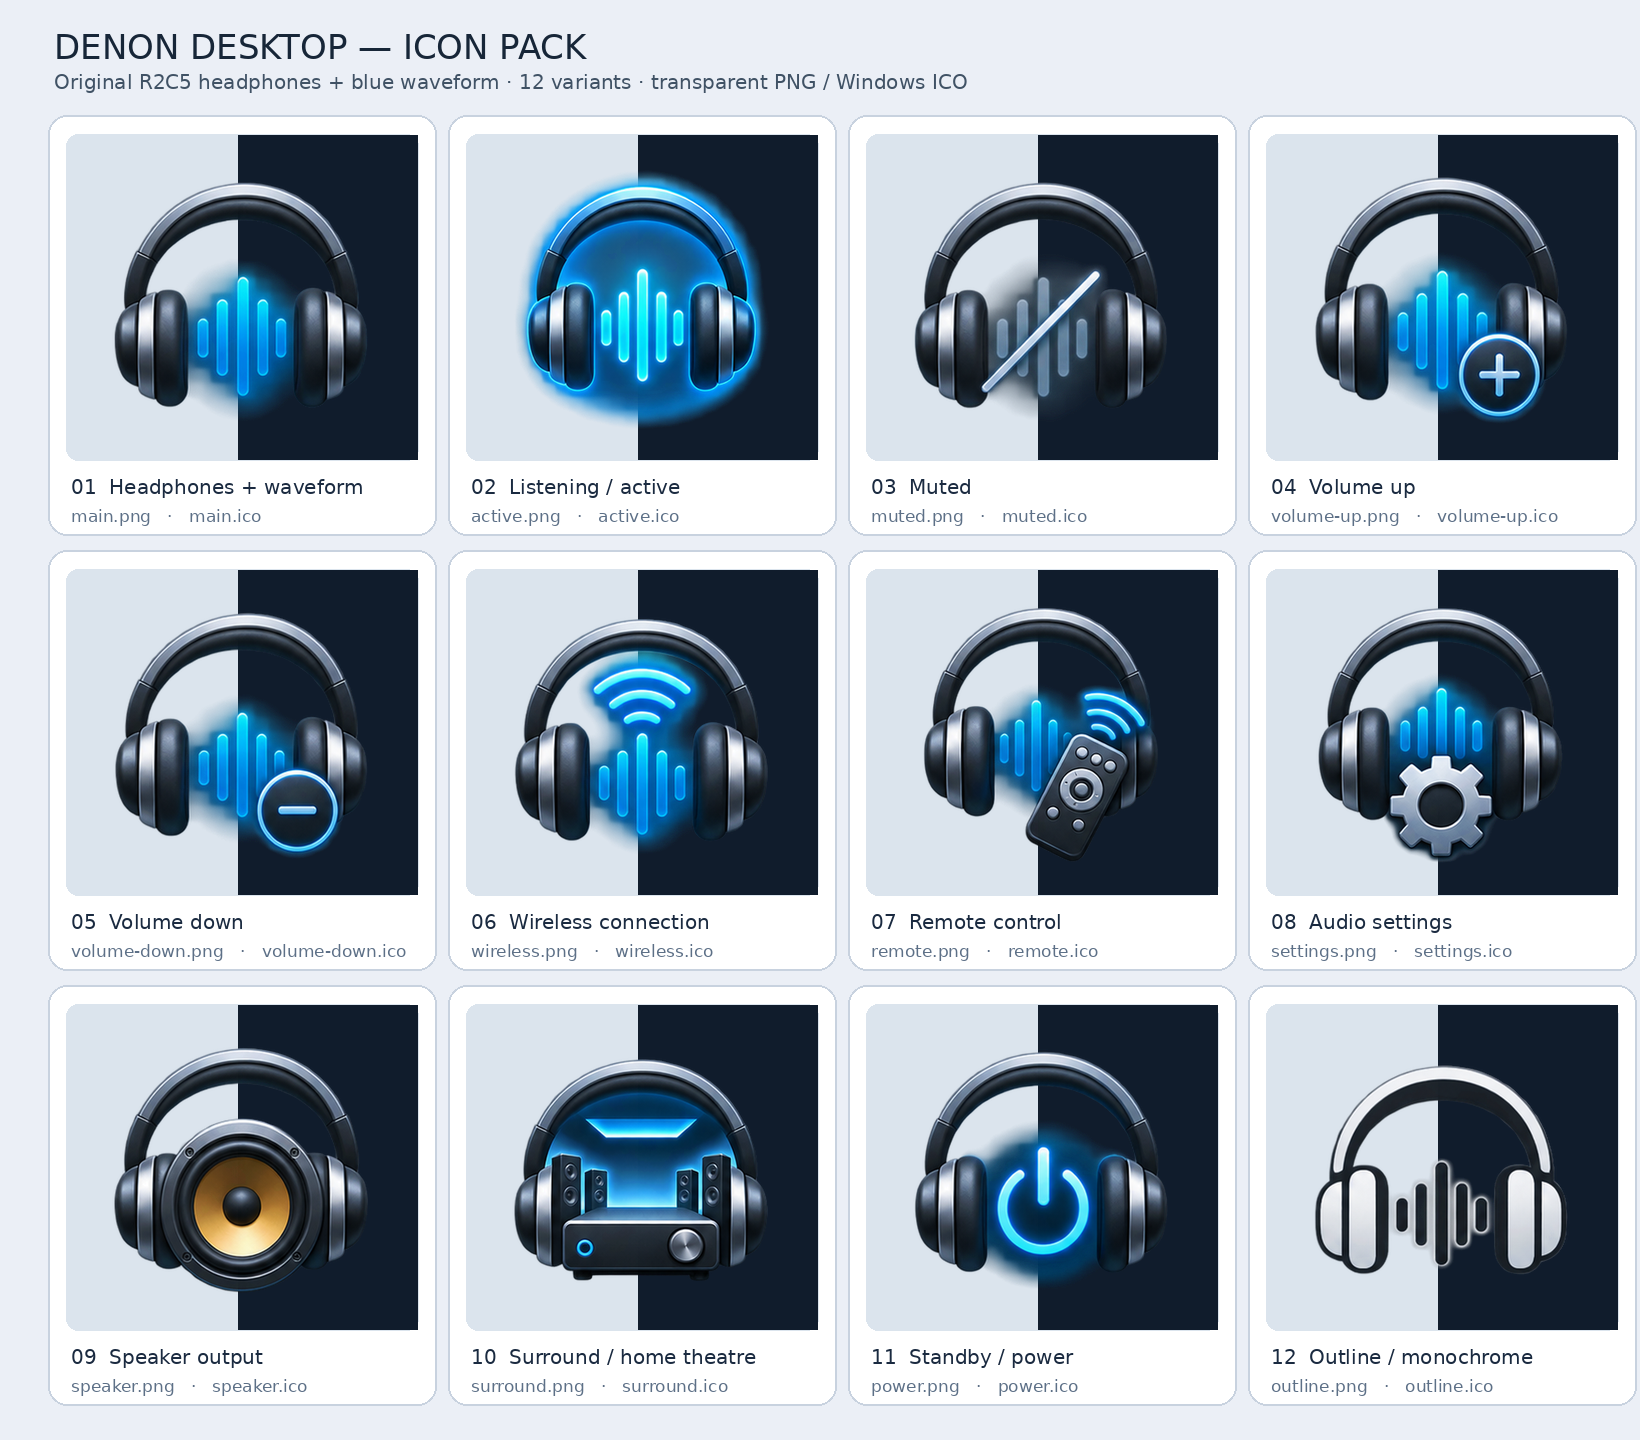 DENON DESKTOP — ICON PACK
Original R2C5 headphones + blue waveform · 12 variants · transparent PNG / Windows ICO
01 Headphones + waveform
main.png · main.ico
02 Listening / active
active.png · active.ico
03 Muted
muted.png · muted.ico
04 Volume up
volume-up.png · volume-up.ico
05 Volume down
volume-down.png · volume-down.ico
06 Wireless connection
wireless.png · wireless.ico
07 Remote control
remote.png · remote.ico
08 Audio settings
settings.png · settings.ico
09 Speaker output
speaker.png · speaker.ico
10 Surround / home theatre
surround.png · surround.ico
11 Standby / power
power.png · power.ico
12 Outline / monochrome
outline.png · outline.ico